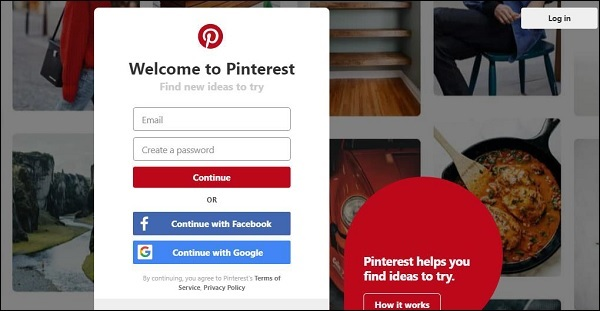 Log in
Welcome to Pinterest
Find new ideas to try
Email
Create a password
Continue
OR
Continue with Facebook
Continue with Google
By continuing, you agree to Pinterest's Terms of
Service, Privacy Policy
Pinterest helps you
find ideas to try.
How it works